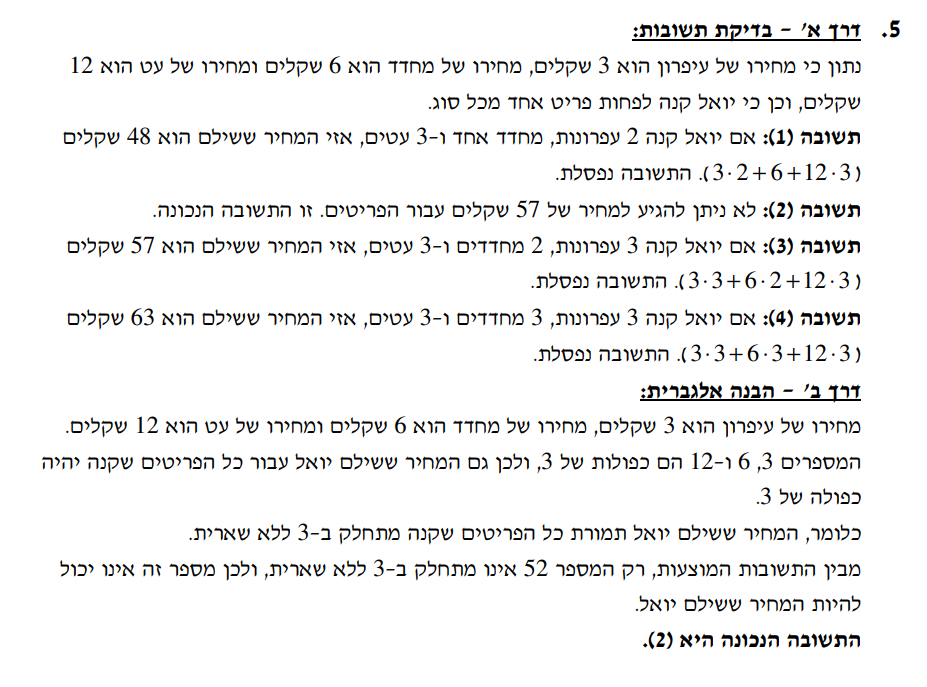 5. דרך א' – בדיקת תשובות:
נתון כי מחירו של עיפרון הוא 3 שקלים, מחירו של מחדד הוא 6 שקלים ומחירו של עט הוא 12
שקלים, וכן כי יואל קנה לפחות פריט אחד מכל סוג.
תשובה (1): אם יואל קנה 2 עפרונות, מחדד אחד ו-3 עטים, אזי המחיר ששילם הוא 48 שקלים
(3·2+6+12·3). התשובה נפסלת.
תשובה (2): לא ניתן להגיע למחיר של 57 שקלים עבור הפריטים. זו התשובה הנכונה.
תשובה (3): אם יואל קנה 3 עפרונות, 2 מחדדים ו-3 עטים, אזי המחיר ששילם הוא 57 שקלים
(3·3+6·2+12·3). התשובה נפסלת.
תשובה (4): אם יואל קנה 3 עפרונות, 3 מחדדים ו-3 עטים, אזי המחיר ששילם הוא 63 שקלים
(3·3+6·3+12·3). התשובה נפסלת.
דרך ב' – הבנה אלגברית:
מחירו של עיפרון הוא 3 שקלים, מחירו של מחדד הוא 6 שקלים ומחירו של עט הוא 12 שקלים.
המספרים 3, 6 ו-12 הם כפולות של 3, ולכן גם המחיר ששילם יואל עבור כל הפריטים שקנה יהיה
כפולה של 3.
כלומר, המחיר ששילם יואל תמורת כל הפריטים שקנה מתחלק ב-3 ללא שארית.
מבין התשובות המוצעות, רק המספר 52 אינו מתחלק ב-3 ללא שארית, ולכן מספר זה אינו יכול
להיות המחיר ששילם יואל.
התשובה הנכונה היא (2).